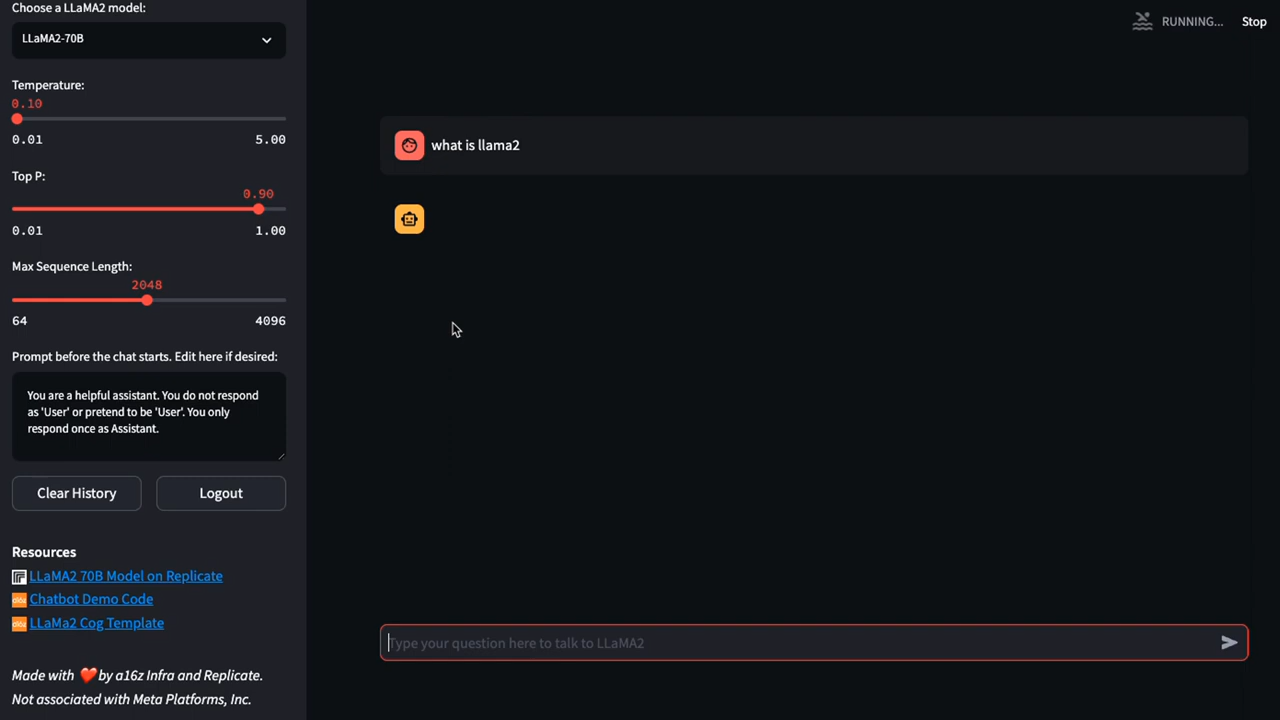 Choose a LLaMA2 model:
LLaMA2-70B
Temperature:
0.10
0.01 5.00
Top P:
0.90
0.01 1.00
Max Sequence Length:
2048
64 4096
Prompt before the chat starts. Edit here if desired:
You are a helpful assistant. You do not respond
as 'User' or pretend to be 'User'. You only
respond once as Assistant.
Clear History Logout
Resources
LLaMA2 70B Model on Replicate
Chatbot Demo Code
LLaMa2 Cog Template
Made with ❤️ by a16z Infra and Replicate.
Not associated with Meta Platforms, Inc.
RUNNING... Stop
what is llama2
Type your question here to talk to LLaMA2